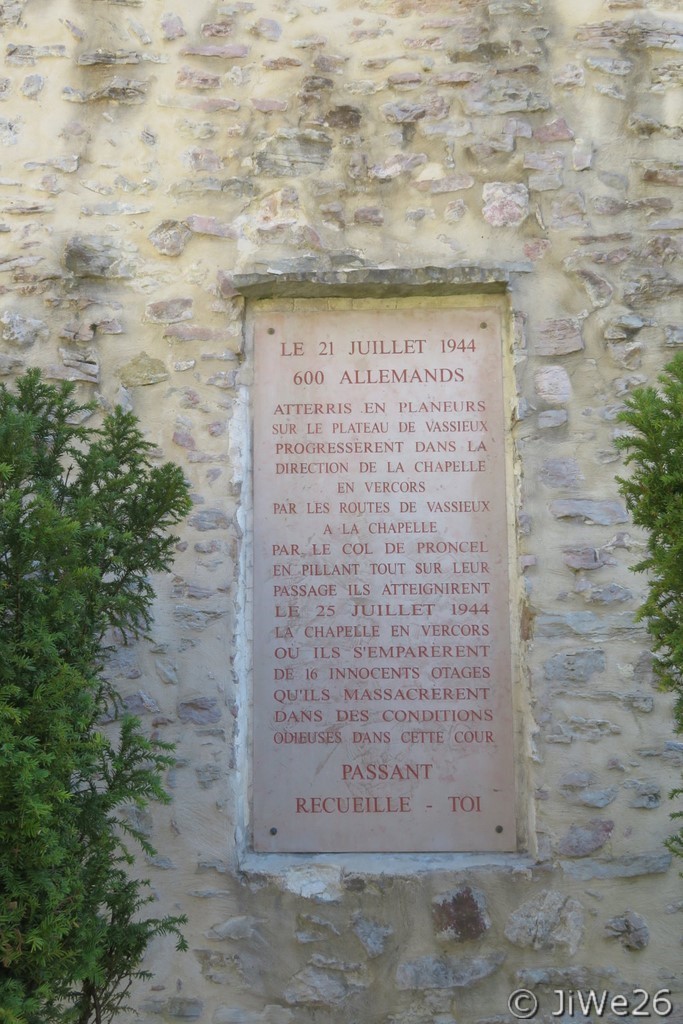 LE 21 JUILLET 1944
600 ALLEMANDS
ATTERRIS EN PLANEURS
SUR LE PLATEAU DE VASSIEUX
PROGRESSERENT DANS LA
DIRECTION DE LA CHAPELLE
EN VERCORS
PAR LES ROUTES DE VASSIEUX
A LA CHAPELLE
PAR LE COL DE PRONCEL
EN PILLANT TOUT SUR LEUR
PASSAGE ILS ATTEIGNIRENT
LE 25 JUILLET 1944
LA CHAPELLE EN VERCORS
OU ILS S'EMPARÈRENT
DE 16 INNOCENTS OTAGES
QU'ILS MASSACRÈRENT
DANS DES CONDITIONS
ODIEUSES DANS CETTE COUR
PASSANT
RECUEILLE - TOI
© JiWe26